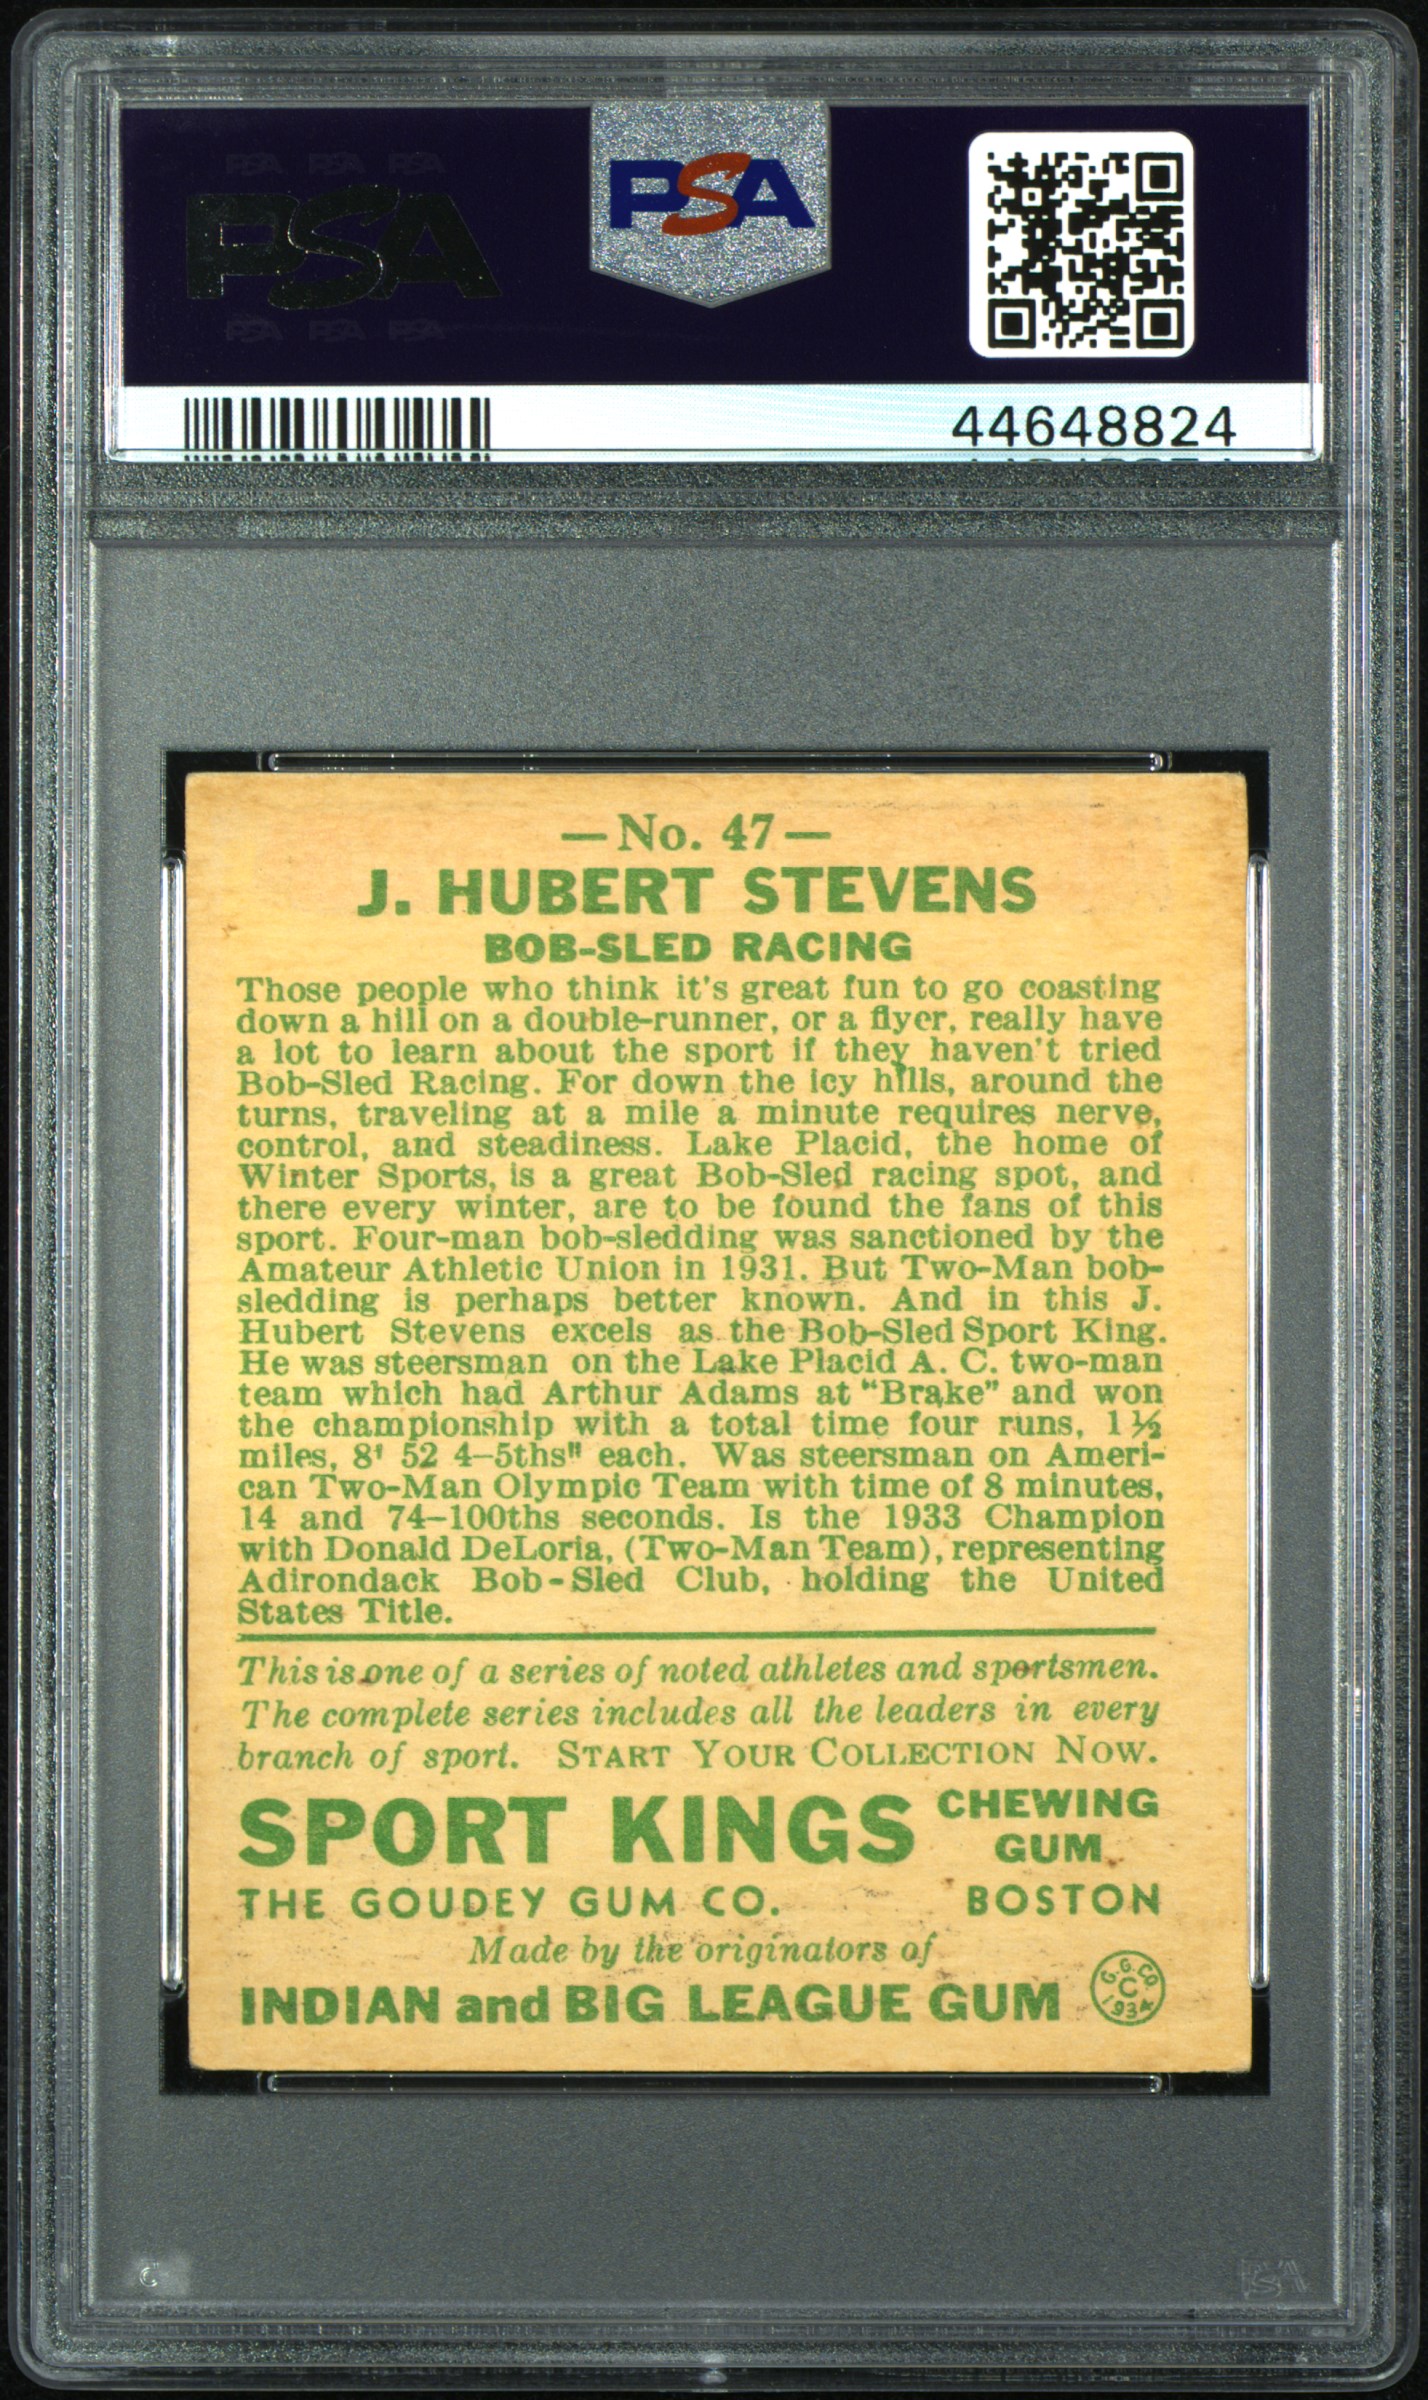 PSA PSA PSA
PSA
PSA PSA PSA
PSA
44648824
—No. 47—
J. HUBERT STEVENS
BOB-SLED RACING
Those people who think it's great fun to go coasting
down a hill on a double-runner, or a flyer, really have
a lot to learn about the sport if they haven't tried
Bob-Sled Racing. For down the icy hills, around the
turns, traveling at a mile a minute requires nerve,
control, and steadiness. Lake Placid, the home of
Winter Sports, is a great Bob-Sled racing spot, and
there every winter, are to be found the fans of this
sport. Four-man bob-sledding was sanctioned by the
Amateur Athletic Union in 1931. But Two-Man bob-
sledding is perhaps better known. And in this J.
Hubert Stevens excels as the Bob-Sled Sport King.
He was steersman on the Lake Placid A. C. two-man
team which had Arthur Adams at "Brake" and won
the championship with a total time four runs, 1½
miles, 8' 52 4-5ths" each. Was steersman on Ameri-
can Two-Man Olympic Team with time of 8 minutes,
14 and 74-100ths seconds. Is the 1933 Champion
with Donald DeLoria, (Two-Man Team), representing
Adirondack Bob-Sled Club, holding the United
States Title.
This is one of a series of noted athletes and sportsmen.
The complete series includes all the leaders in every
branch of sport. START YOUR COLLECTION NOW.
SPORT KINGS CHEWING GUM
THE GOUDEY GUM CO. BOSTON
Made by the originators of
INDIAN and BIG LEAGUE GUM
G. G. CO
C
1934
PSA